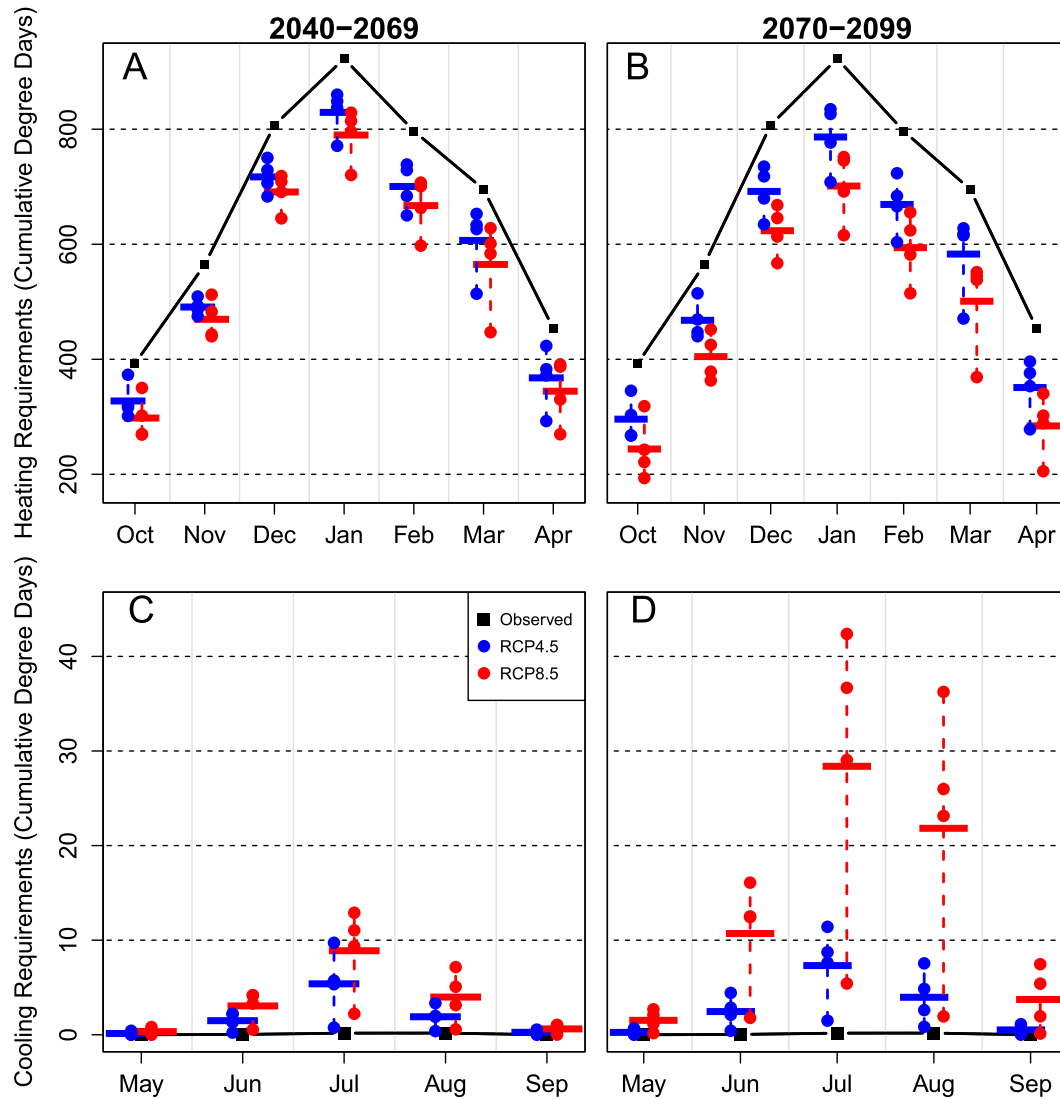 2040−2069
2070−2099
Heating Requirements (Cumulative Degree Days)
A
B
800
600
400
200
Oct Nov Dec Jan Feb Mar Apr
Oct Nov Dec Jan Feb Mar Apr
Cooling Requirements (Cumulative Degree Days)
C
D
Observed
RCP4.5
RCP8.5
40
30
20
10
0
May Jun Jul Aug Sep
May Jun Jul Aug Sep